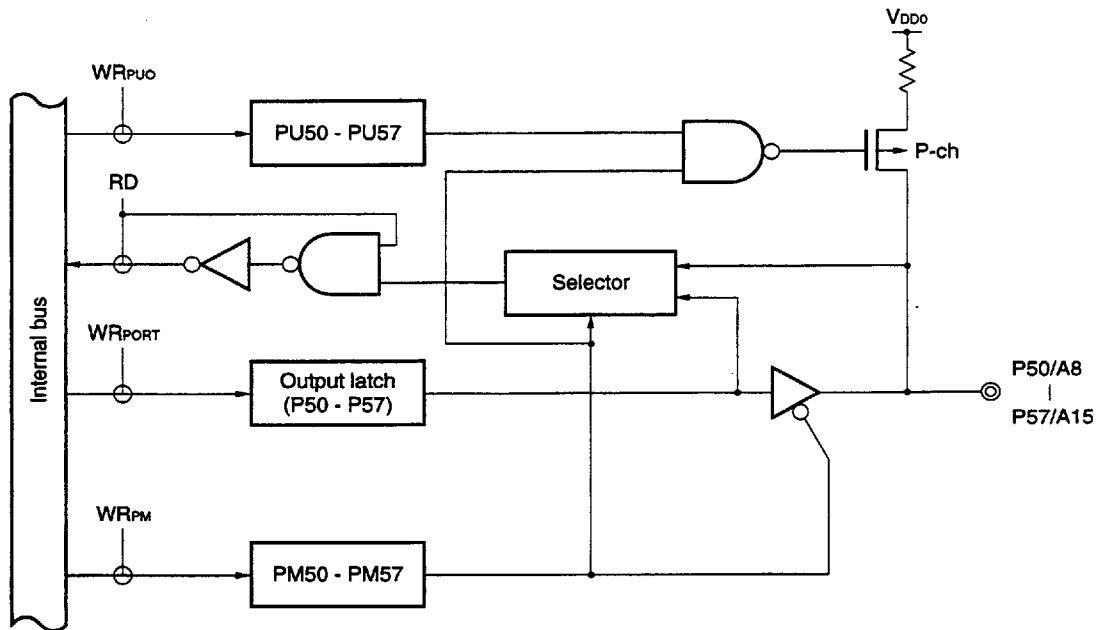 VDD0
WRPUO
PU50 - PU57
P-ch
RD
Selector
Internal bus
WRPORT
Output latch
(P50 - P57)
P50/A8
P57/A15
WRPM
PM50 - PM57